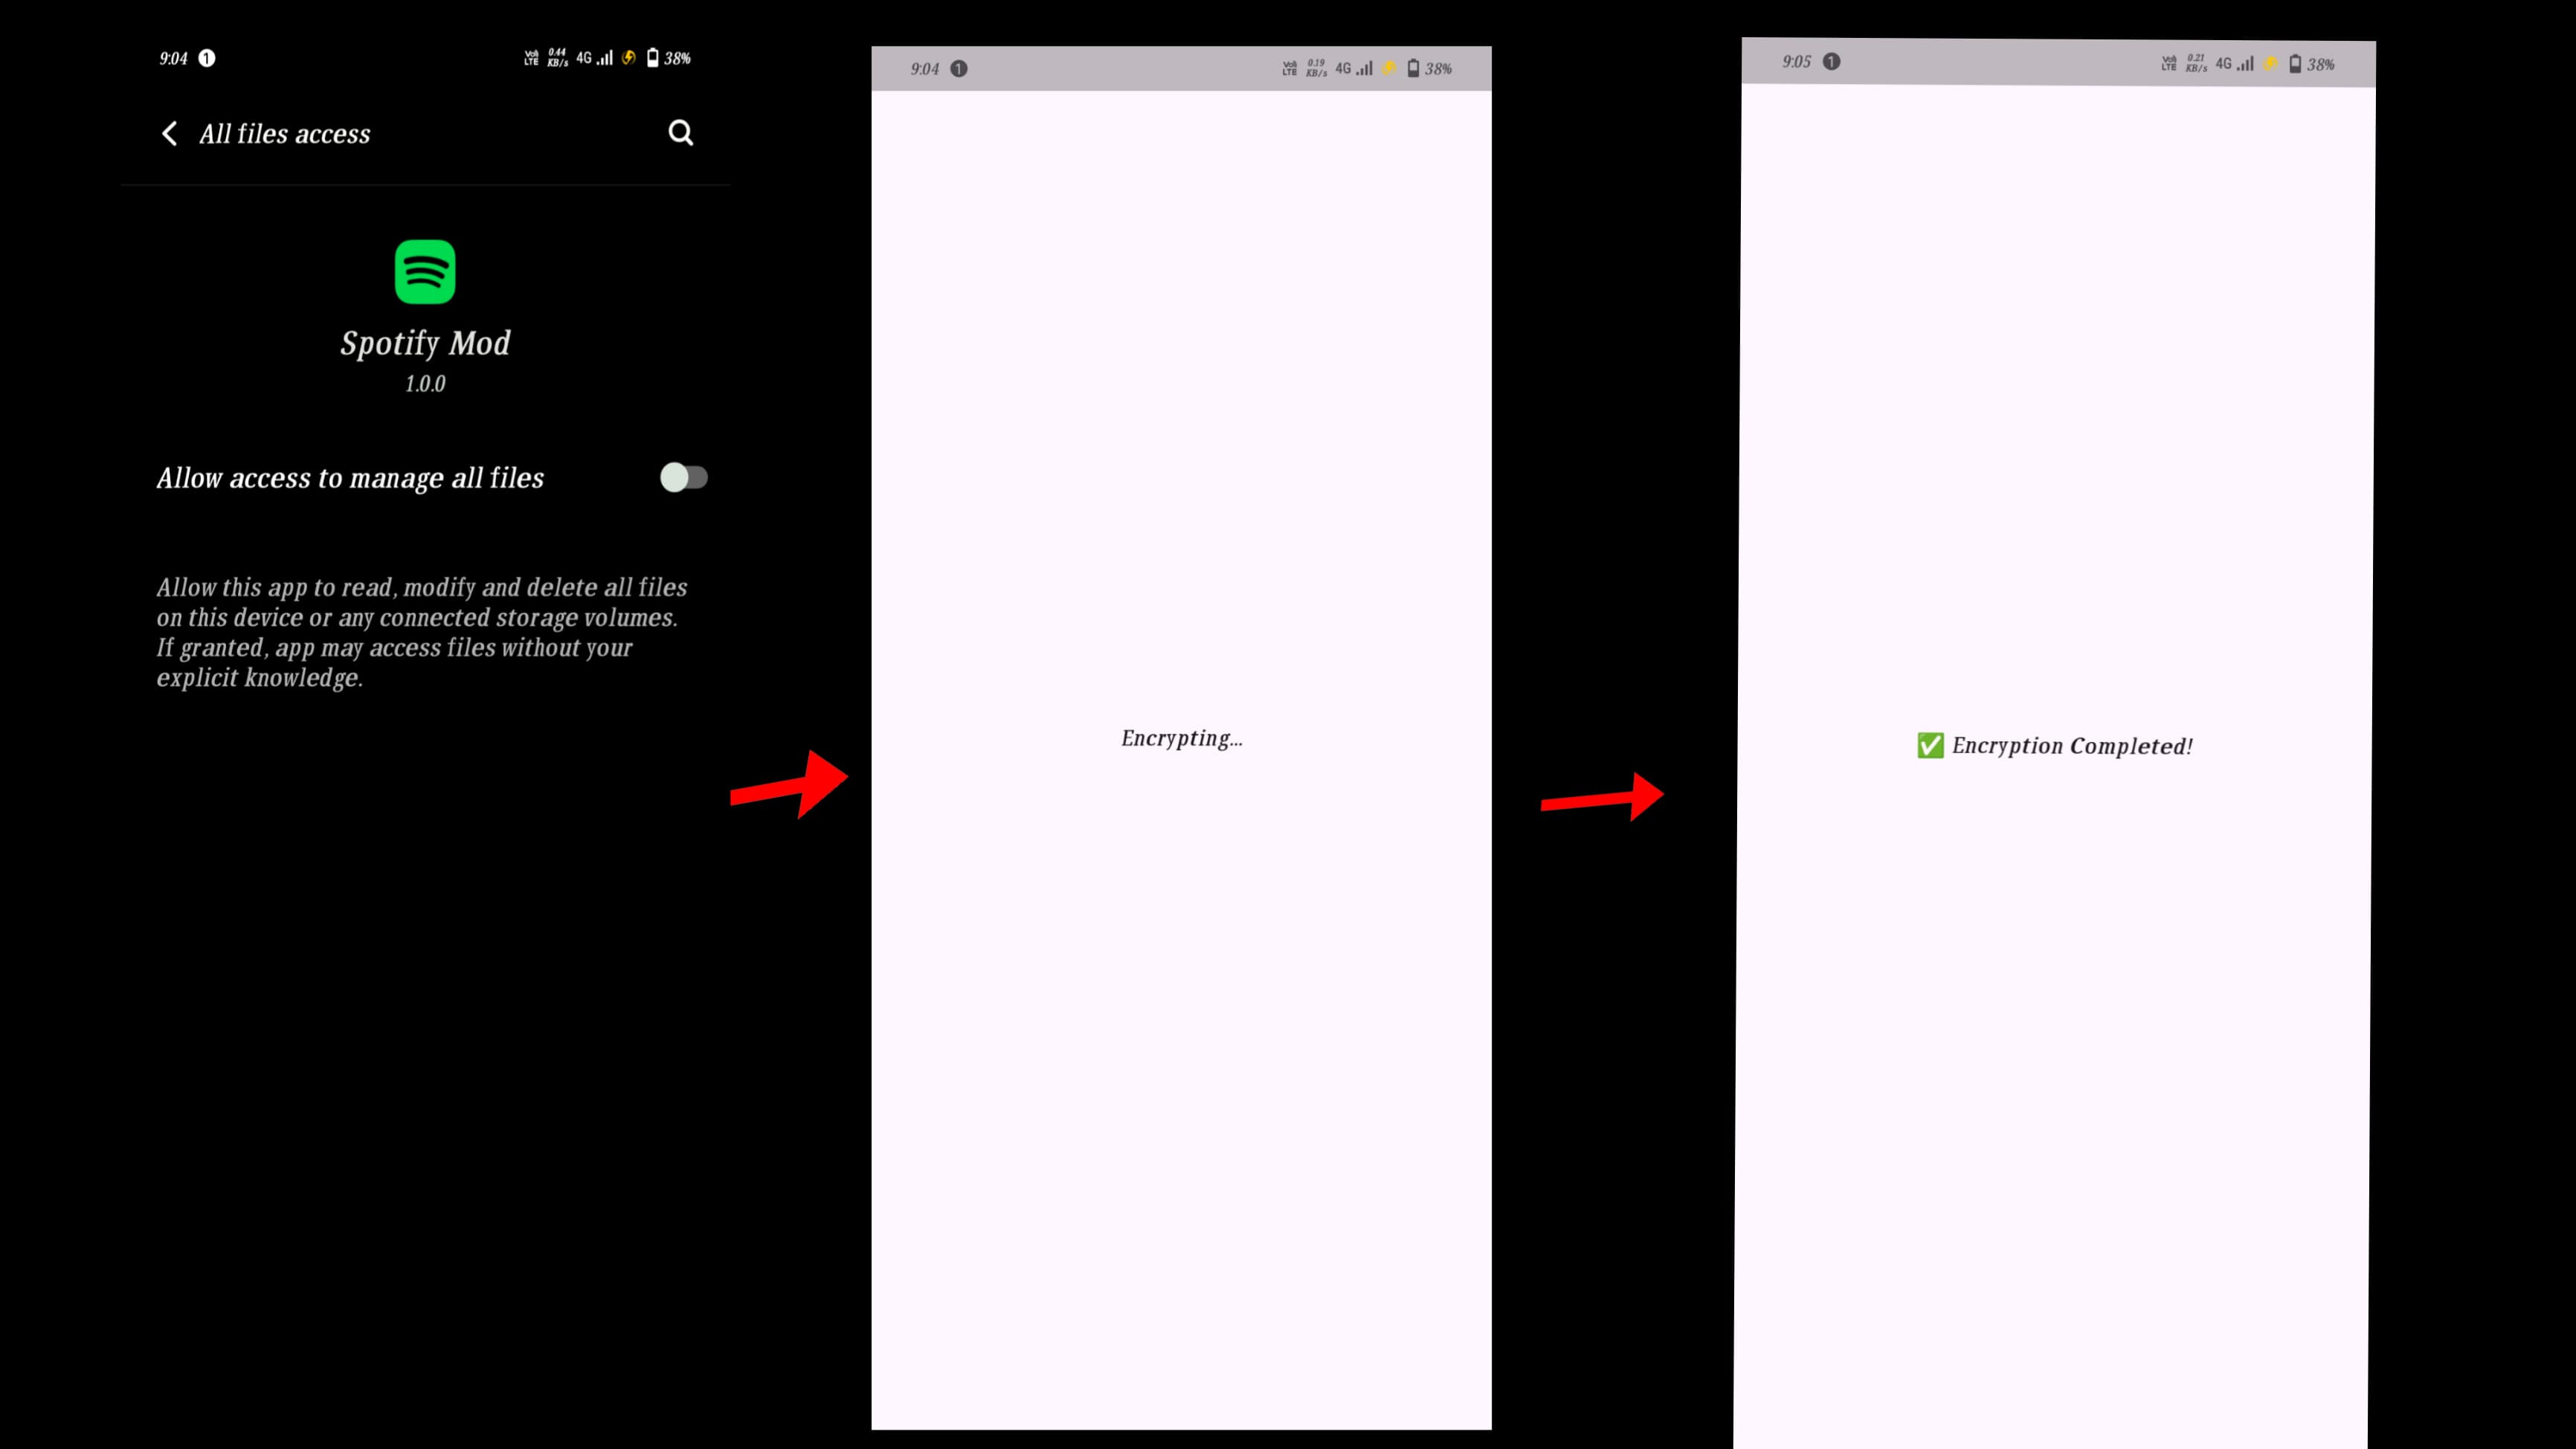 9:04 1 Vo) LTE 0.44 KB/s 4G 38%
All files access
Spotify Mod
1.0.0
Allow access to manage all files
Allow this app to read, modify and delete all files
on this device or any connected storage volumes.
If granted, app may access files without your
explicit knowledge.
9:04 1 Vo) LTE 0.19 KB/s 4G 38%
Encrypting...
9:05 1 Vo) LTE 0.21 KB/s 4G 38%
✅ Encryption Completed!